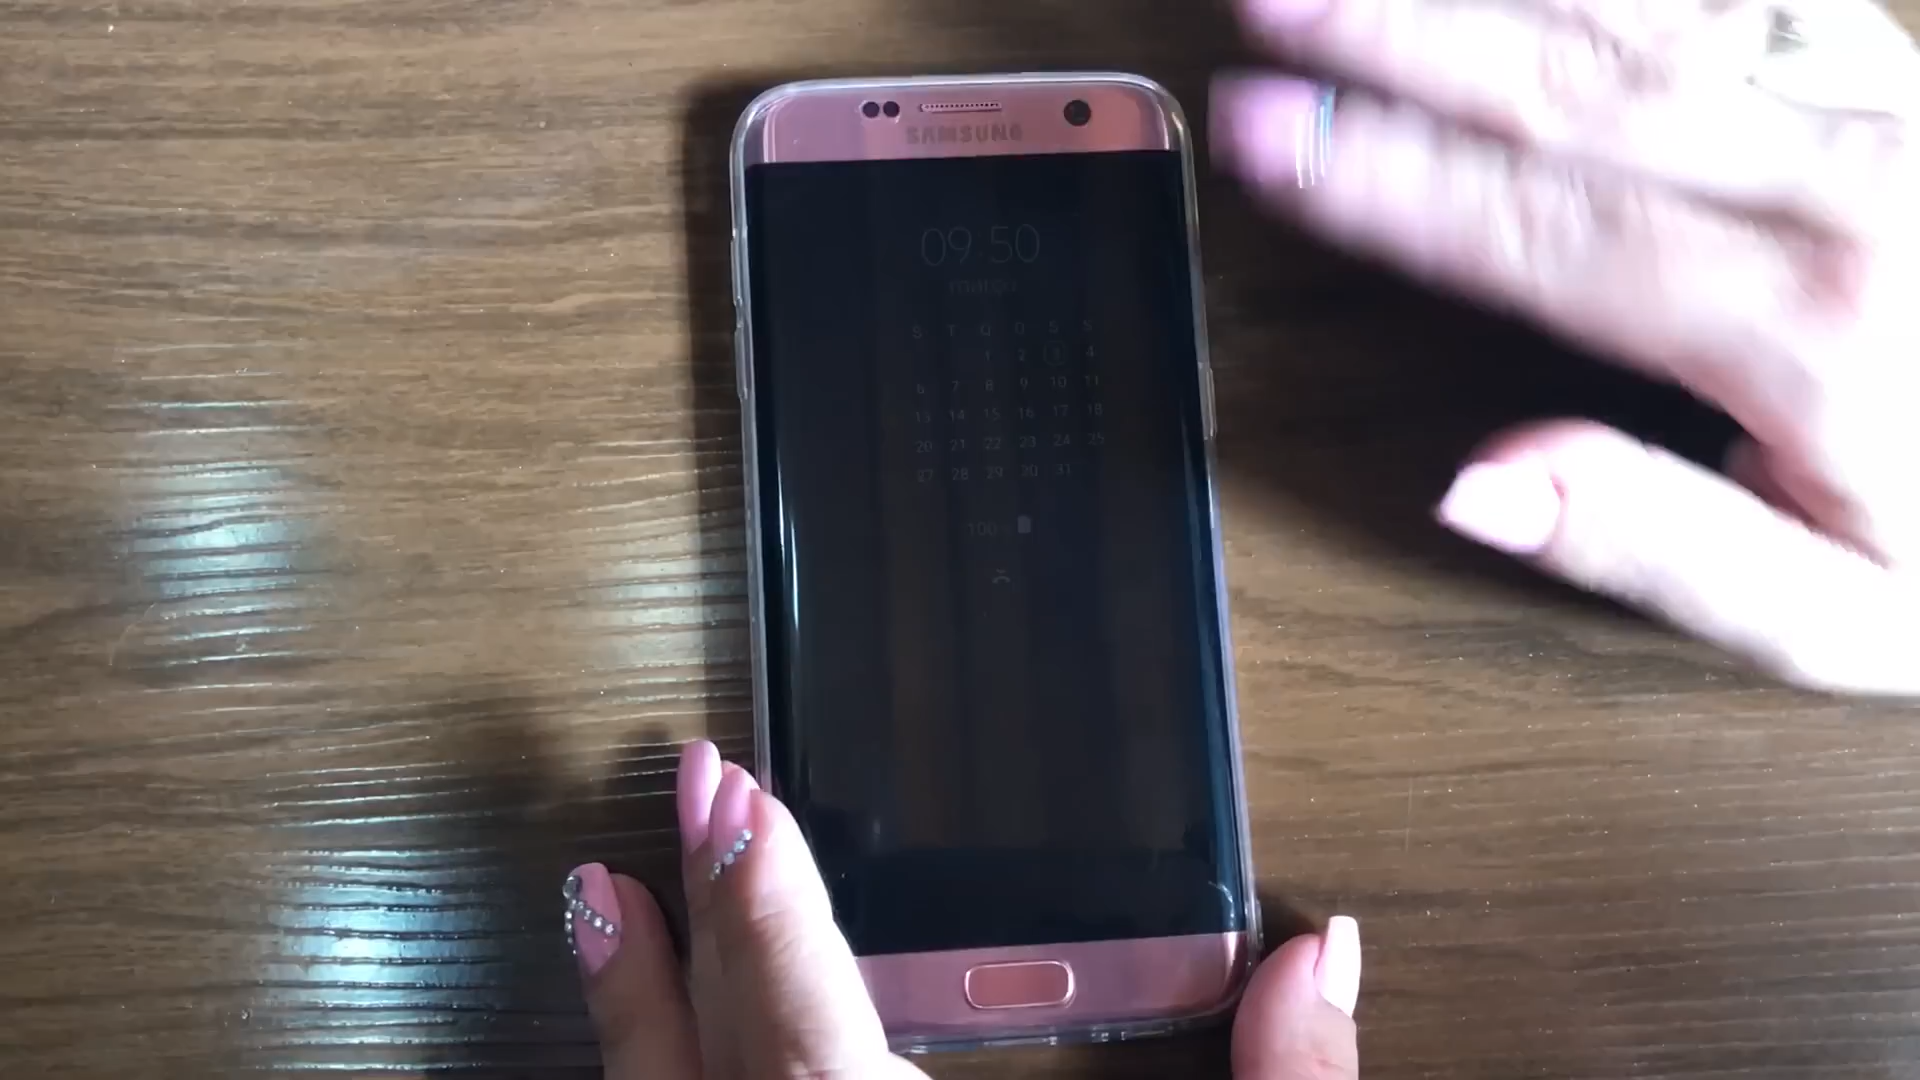 SAMSUNG
09:50
março
S T Q Q S S
1 2 3 4
6 7 8 9 10 11
13 14 15 16 17 18
20 21 22 23 24 25
27 28 29 30 31
100